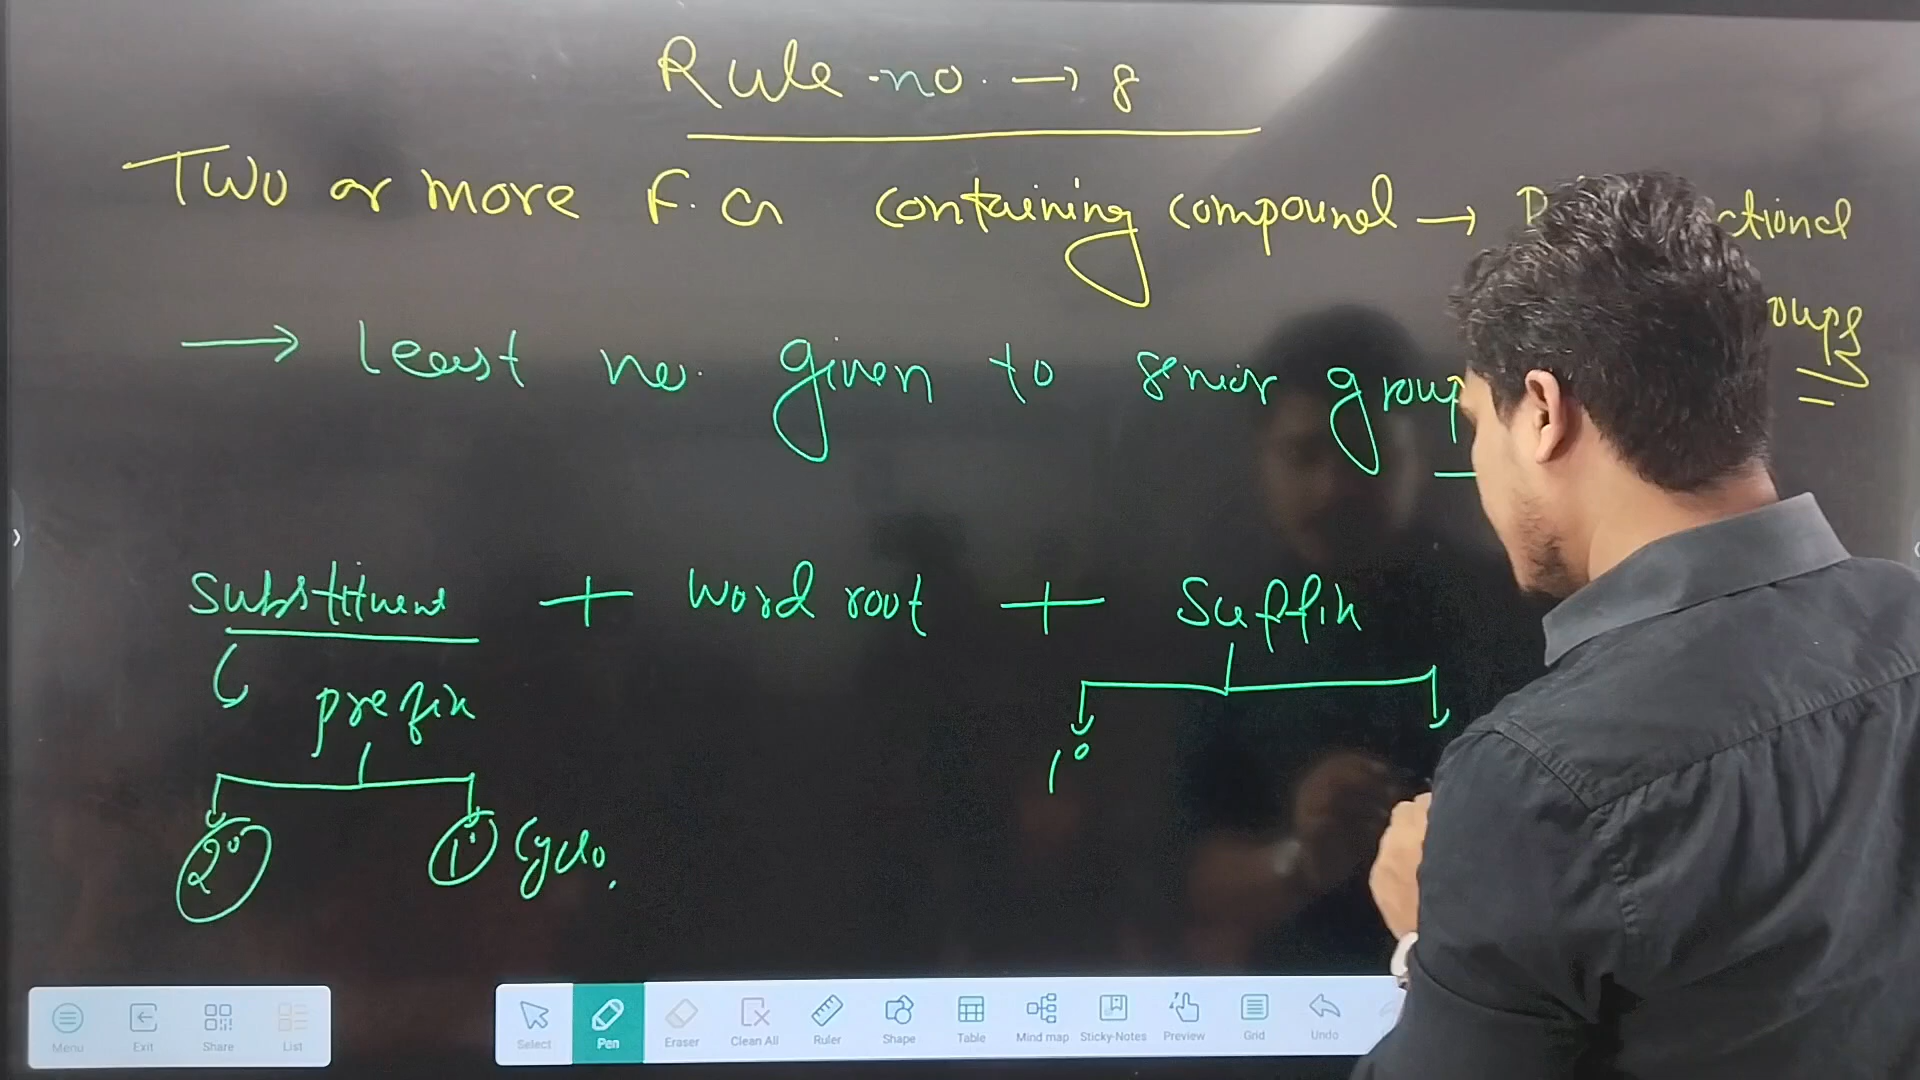 Rule no. → 8
Two or more F.G containing compound → ctional
oups
→ least no. given to senior group
Substituent + word root + Suffix
prefix
1°
2° 1° Cyclo.
Menu Exit Share List Select Pen Eraser Clean All Ruler Shape Table Mind map Sticky-Notes Preview Grid Undo